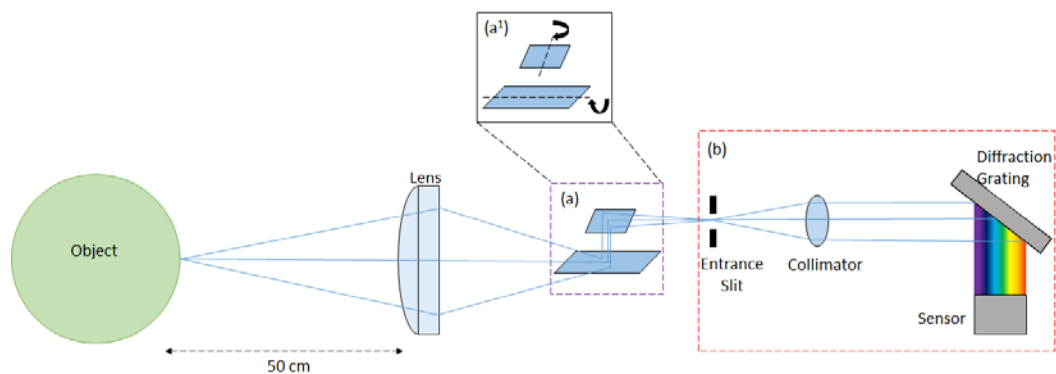 (a¹)
(b)
Diffraction
Grating
Lens
(a)
Object
Entrance
Slit
Collimator
Sensor
50 cm